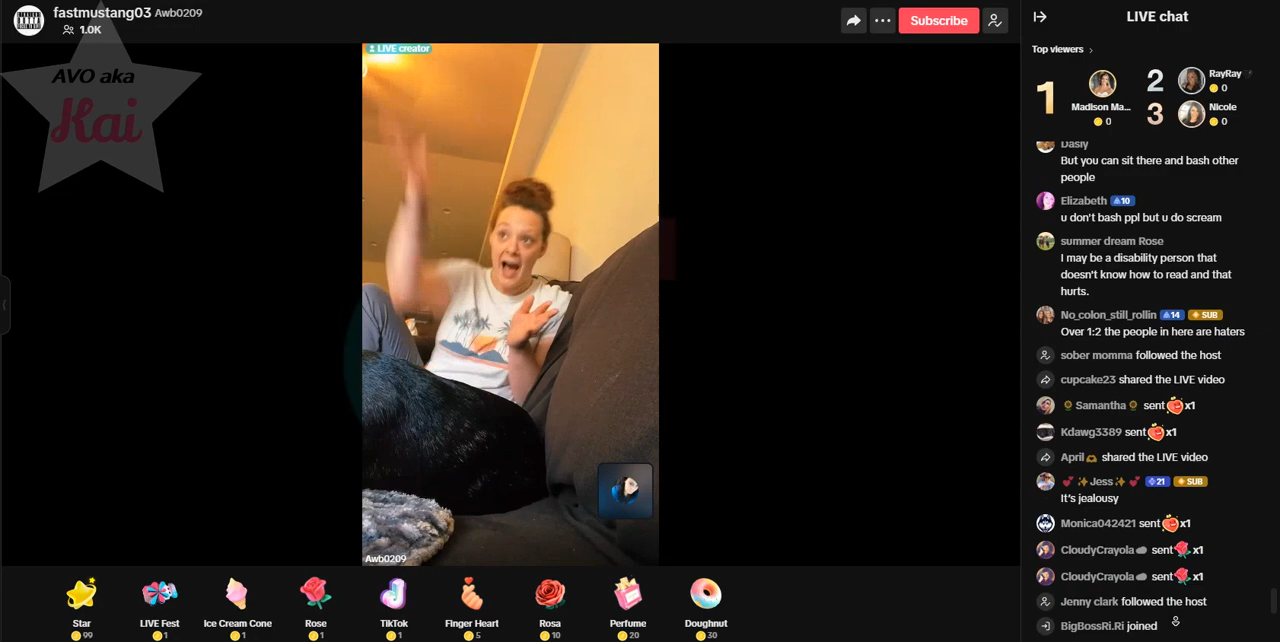 fastmustang03 Awb0209
1.0K
Subscribe
LIVE chat
AVO aka
Kai
LIVE creator
Awb0209
Top viewers
1
Madison Ma...
0
2
RayRay
0
3
Nicole
0
Dasiy
But you can sit there and bash other
people
Elizabeth 10
u don't bash ppl but u do scream
summer dream Rose
I may be a disability person that
doesn't know how to read and that
hurts.
No_colon_still_rollin 14 SUB
Over 1:2 the people in here are haters
sober momma followed the host
cupcake23 shared the LIVE video
Samantha sent x1
Kdawg3389 sent x1
April shared the LIVE video
Jess 21 SUB
It's jealousy
Monica042421 sent x1
CloudyCrayola sent x1
CloudyCrayola sent x1
Jenny clark followed the host
BigBossRi.Ri joined
Star
99
LIVE Fest
1
Ice Cream Cone
1
Rose
1
TikTok
1
Finger Heart
5
Rosa
10
Perfume
20
Doughnut
30